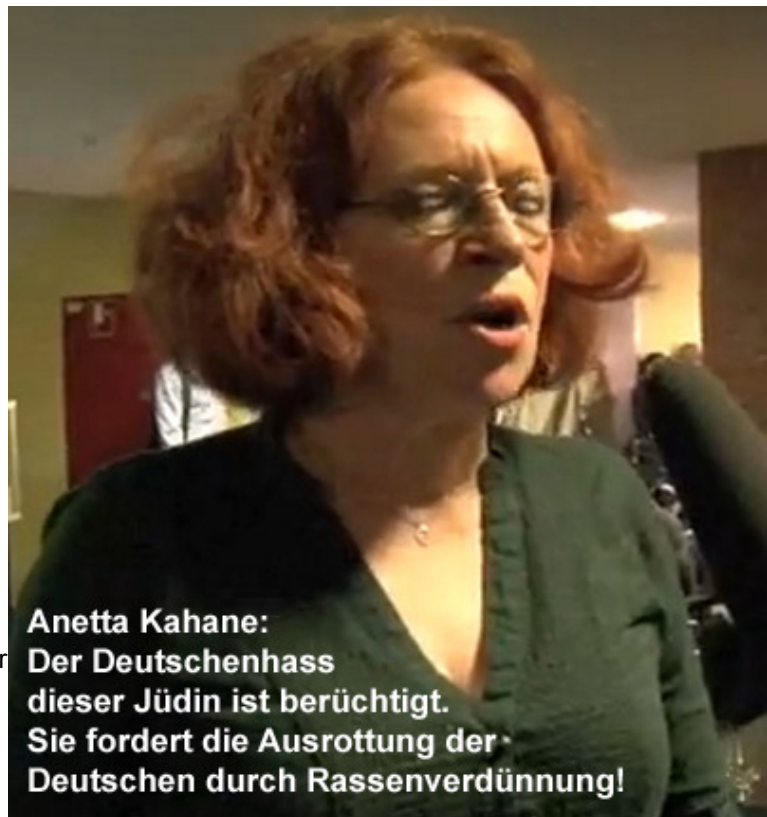 Anetta Kahane:
r
Der Deutschenhass
dieser Jüdin ist berüchtigt.
Sie fordert die Ausrottung der
Deutschen durch Rassenverdünnung!